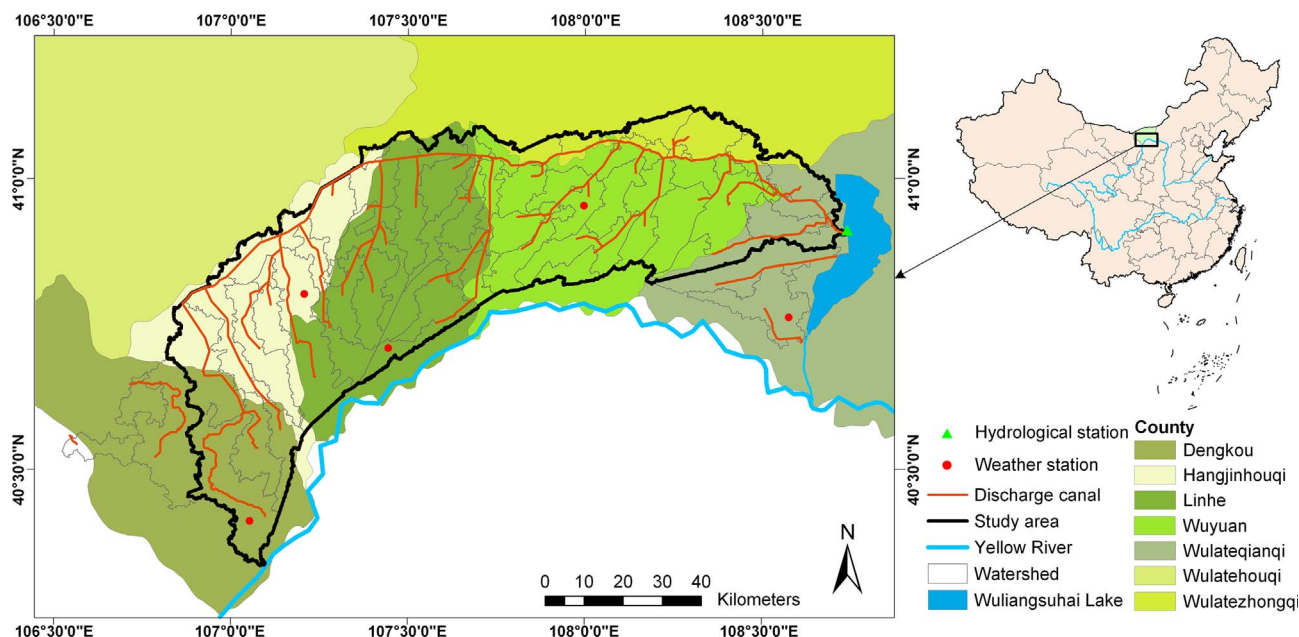 106°30'0"E 107°0'0"E 107°30'0"E 108°0'0"E 108°30'0"E
41°0'0"N
41°0'0"N
40°30'0"N
40°30'0"N
N
0 5 10 20 30 40
Kilometers
106°30'0"E 107°0'0"E 107°30'0"E 108°0'0"E 108°30'0"E
Hydrological station
Weather station
Discharge canal
Study area
Yellow River
Watershed
Wuliangsuhai Lake
County
Dengkou
Hangjinhouqi
Linhe
Wuyuan
Wulateqianqi
Wulatehouqi
Wulatezhongqi